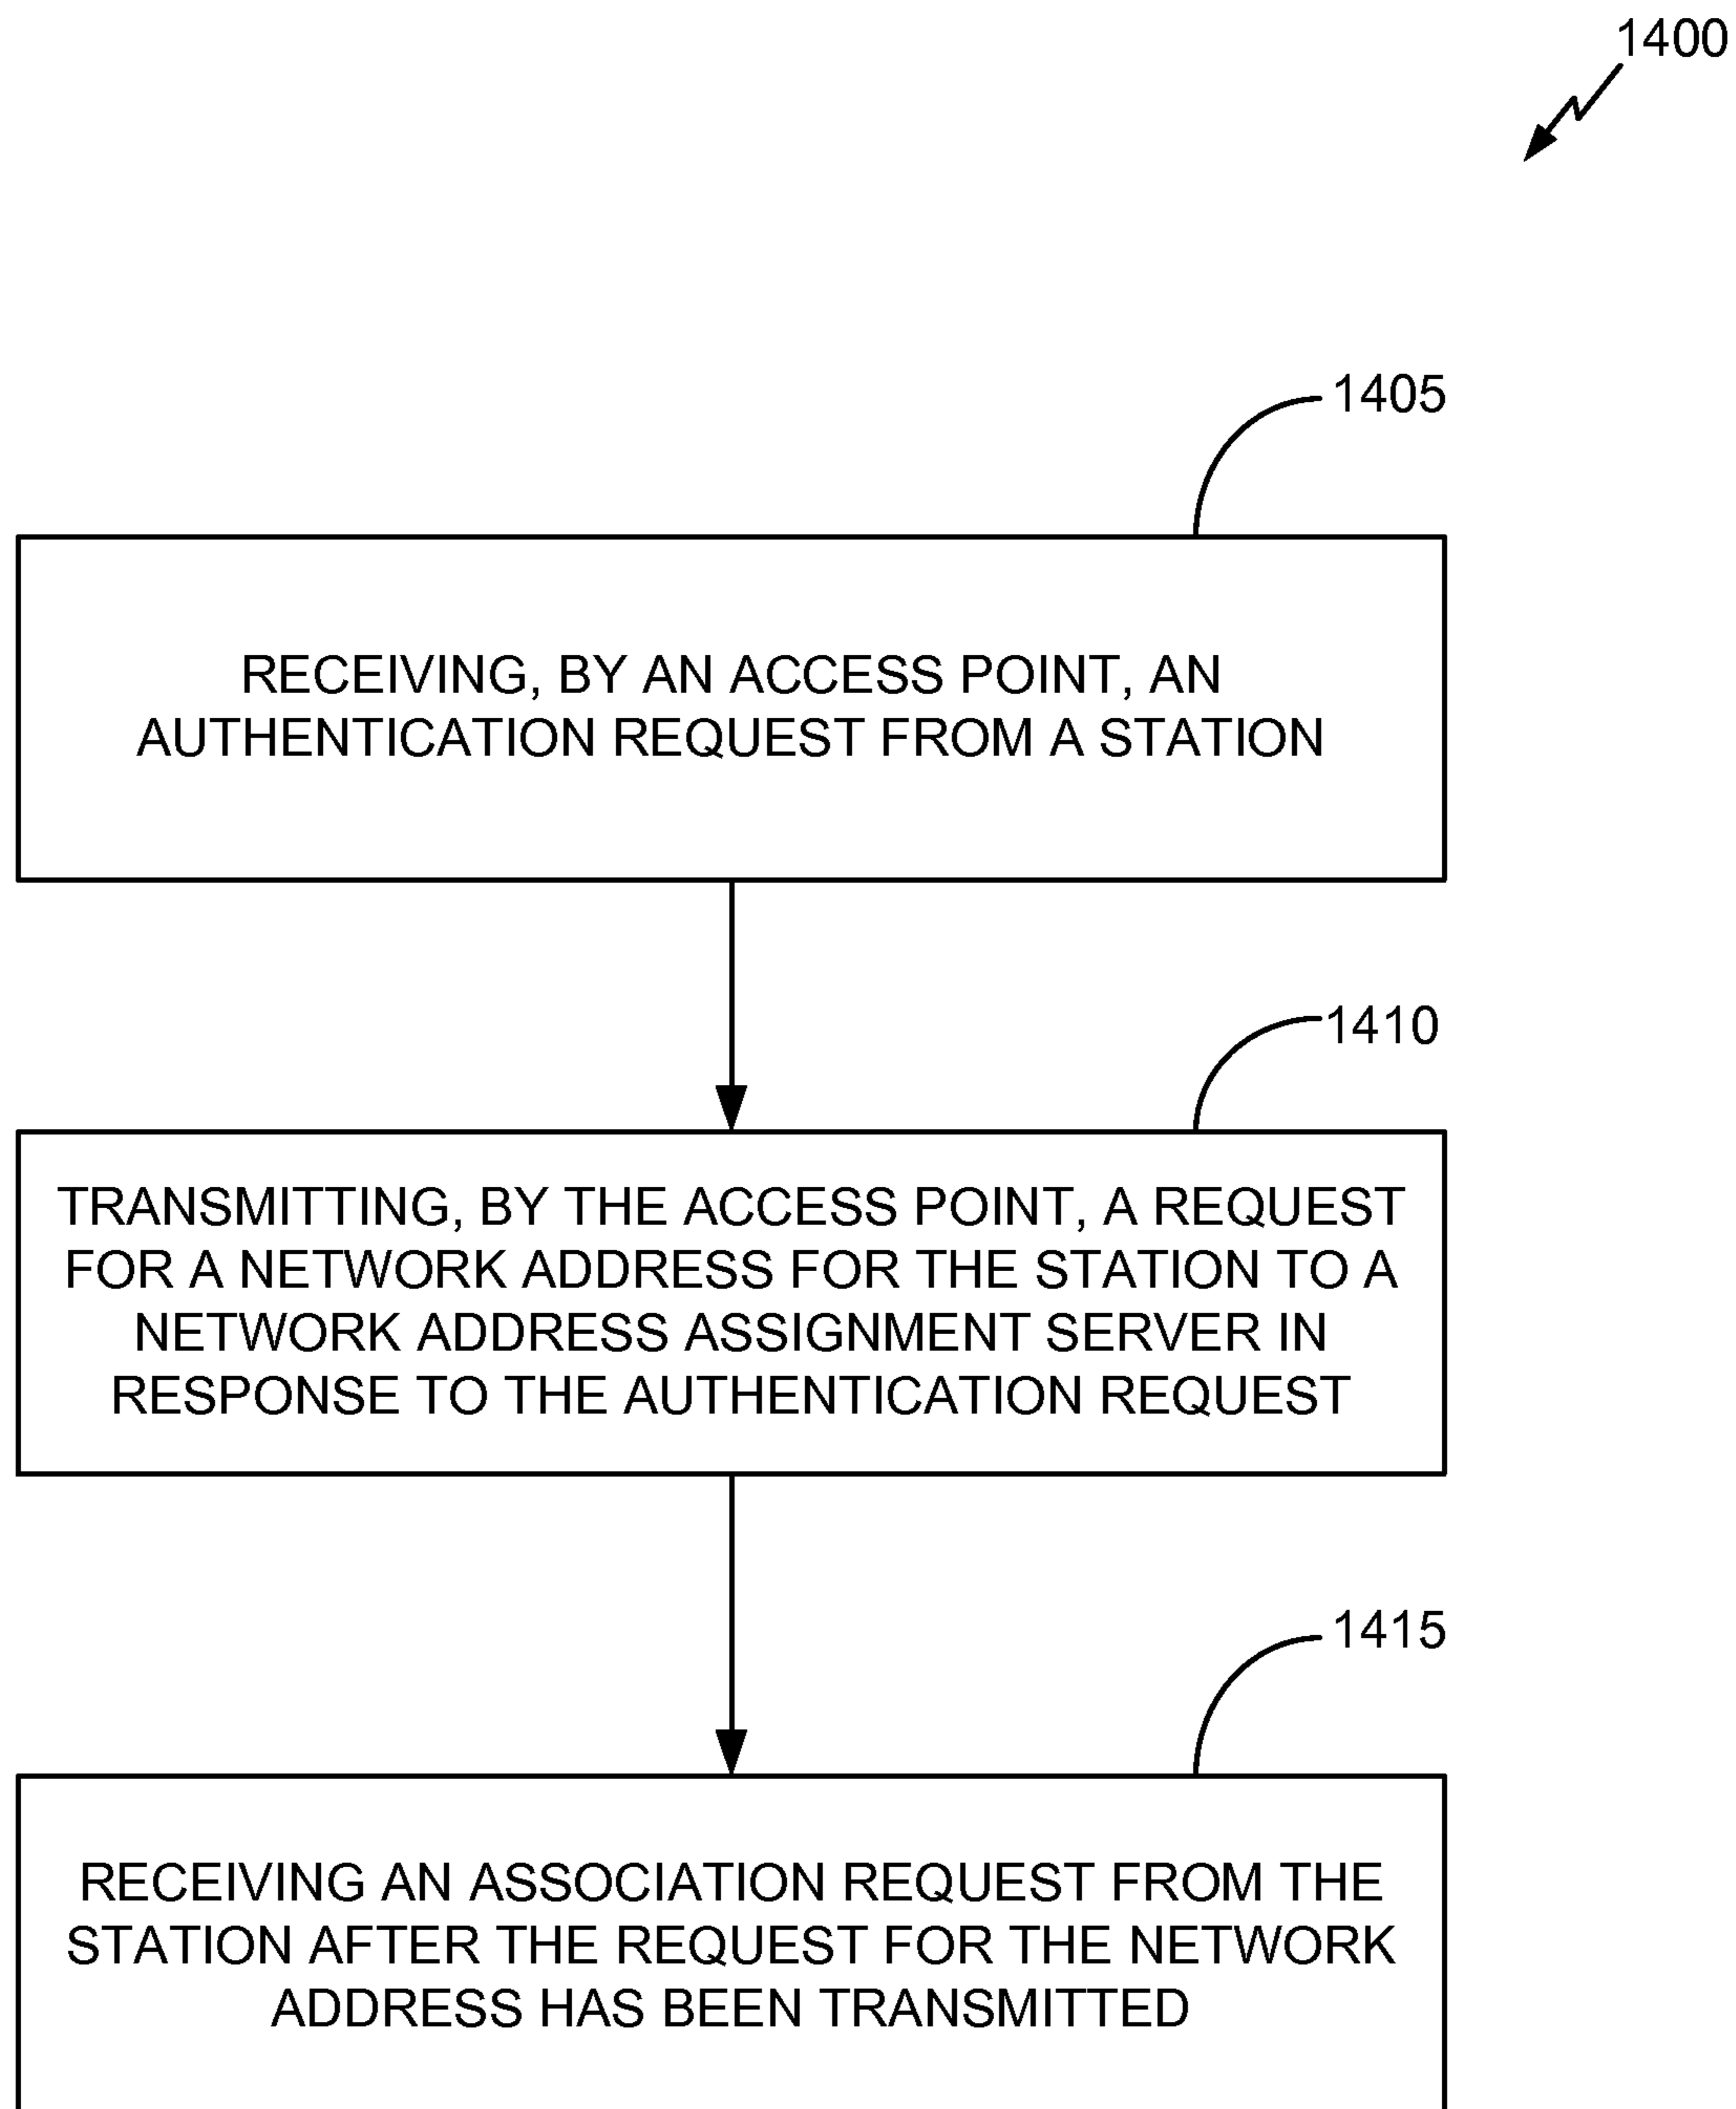 1400
1405
RECEIVING, BY AN ACCESS POINT, AN
AUTHENTICATION REQUEST FROM A STATION
1410
TRANSMITTING, BY THE ACCESS POINT, A REQUEST
FOR A NETWORK ADDRESS FOR THE STATION TO A
NETWORK ADDRESS ASSIGNMENT SERVER IN
RESPONSE TO THE AUTHENTICATION REQUEST
1415
RECEIVING AN ASSOCIATION REQUEST FROM THE
STATION AFTER THE REQUEST FOR THE NETWORK
ADDRESS HAS BEEN TRANSMITTED